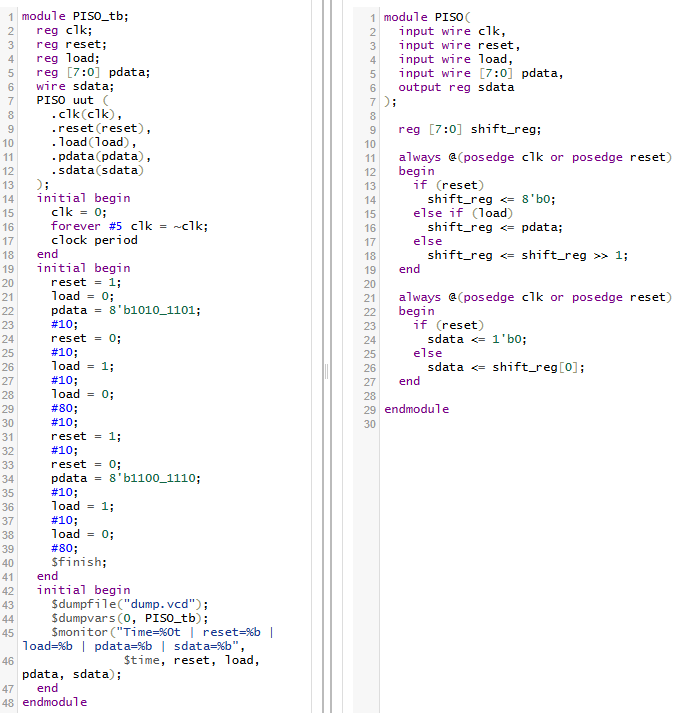 1 module PISO_tb;
2   reg clk;
3   reg reset;
4   reg load;
5   reg [7:0] pdata;
6   wire sdata;
7   PISO uut (
8     .clk(clk),
9     .reset(reset),
10     .load(load),
11     .pdata(pdata),
12     .sdata(sdata)
13   );
14   initial begin
15     clk = 0;
16     forever #5 clk = ~clk;
17     clock period
18   end
19   initial begin
20     reset = 1;
21     load = 0;
22     pdata = 8'b1010_1101;
23     #10;
24     reset = 0;
25     #10;
26     load = 1;
27     #10;
28     load = 0;
29     #80;
30     #10;
31     reset = 1;
32     #10;
33     reset = 0;
34     pdata = 8'b1100_1110;
35     #10;
36     load = 1;
37     #10;
38     load = 0;
39     #80;
40     $finish;
41   end
42   initial begin
43     $dumpfile("dump.vcd");
44     $dumpvars(0, PISO_tb);
45     $monitor("Time=%0t | reset=%b |
load=%b | pdata=%b | sdata=%b",
46               $time, reset, load,
pdata, sdata);
47   end
48 endmodule
1 module PISO(
2   input wire clk,
3   input wire reset,
4   input wire load,
5   input wire [7:0] pdata,
6   output reg sdata
7 );
8
9   reg [7:0] shift_reg;
10
11   always @(posedge clk or posedge reset)
12   begin
13     if (reset)
14       shift_reg <= 8'b0;
15     else if (load)
16       shift_reg <= pdata;
17     else
18       shift_reg <= shift_reg >> 1;
19   end
20
21   always @(posedge clk or posedge reset)
22   begin
23     if (reset)
24       sdata <= 1'b0;
25     else
26       sdata <= shift_reg[0];
27   end
28
29 endmodule
30